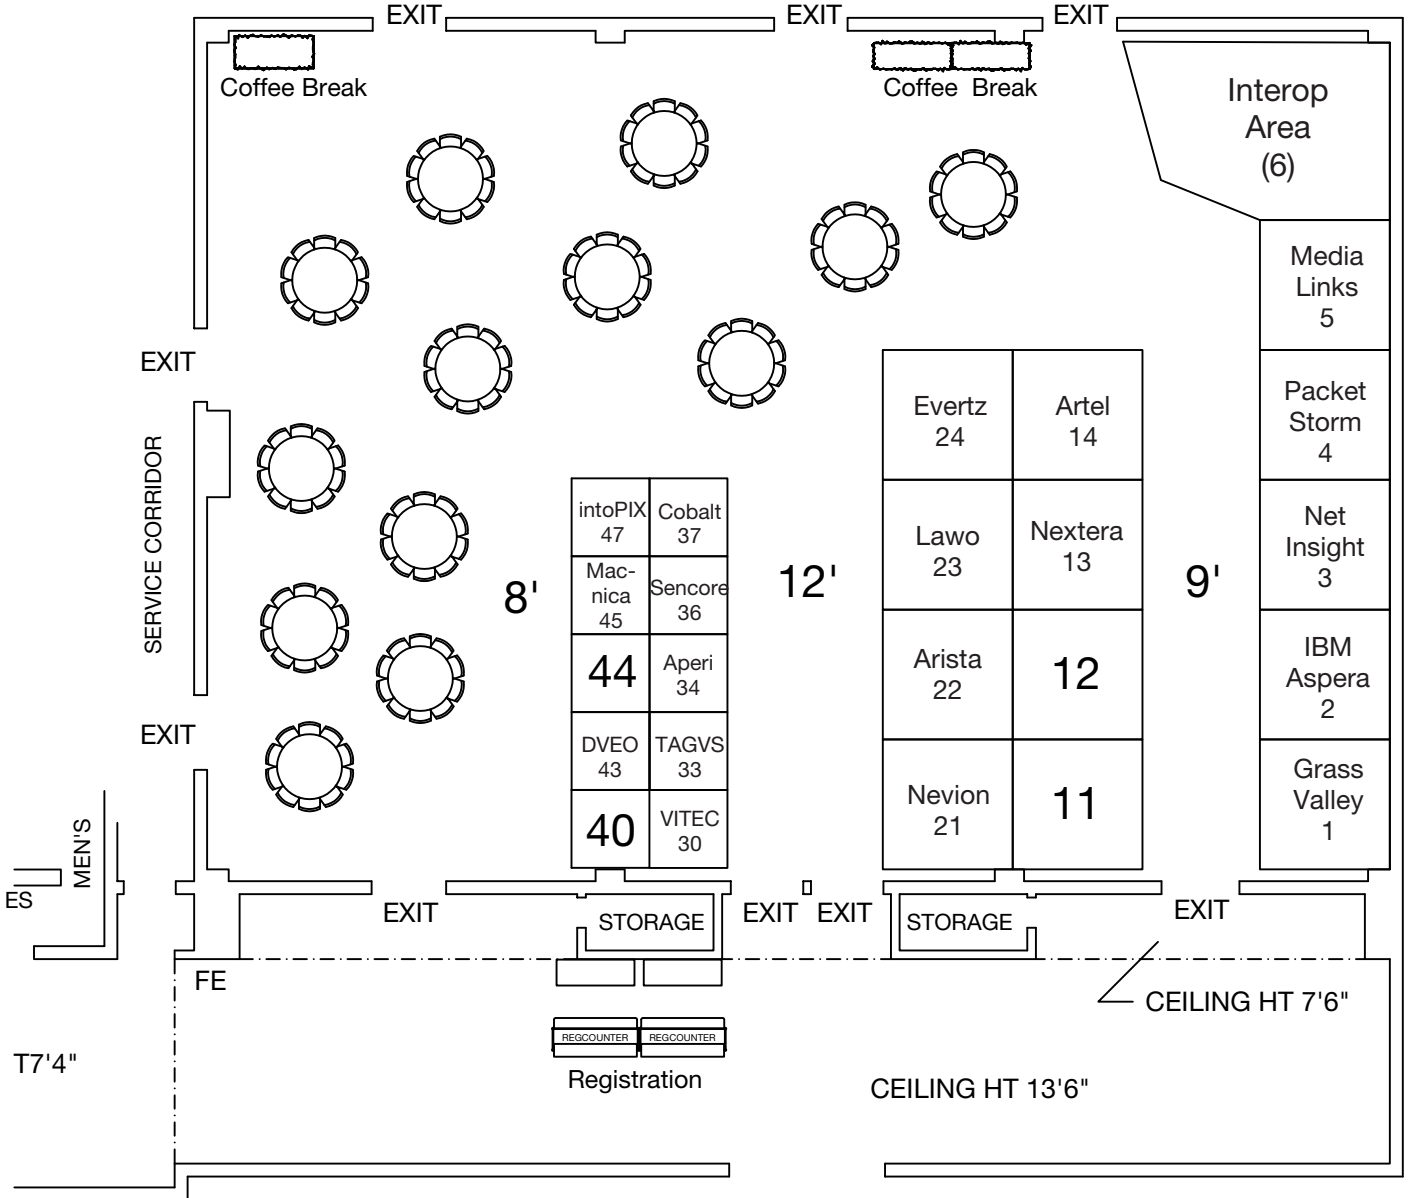 EXIT
EXIT
EXIT
Coffee Break
Coffee Break
Interop
Area
(6)
Media
Links
5
EXIT
Packet
Storm
4
Evertz
24
Artel
14
SERVICE CORRIDOR
intoPIX
47
Cobalt
37
Lawo
23
Nextera
13
Net
Insight
3
8'
12'
9'
Mac-
nica
45
Sencore
36
44
Aperi
34
Arista
22
12
IBM
Aspera
2
EXIT
DVEO
43
TAGVS
33
Nevion
21
11
Grass
Valley
1
40
VITEC
30
MEN'S
ES
EXIT
STORAGE
EXIT
EXIT
STORAGE
EXIT
FE
CEILING HT 7'6"
REGCOUNTER
REGCOUNTER
T7'4"
Registration
CEILING HT 13'6"